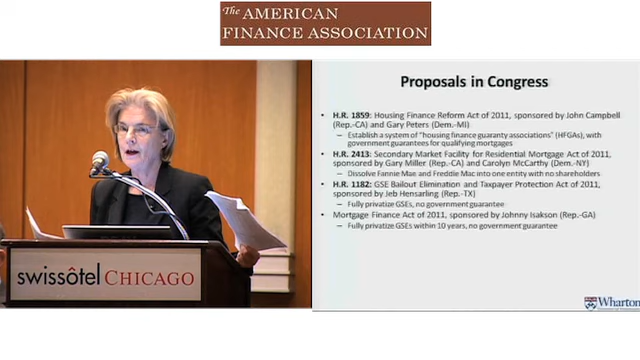 The AMERICAN
FINANCE ASSOCIATION
swissôtel CHICAGO
Proposals in Congress
• H.R. 1859: Housing Finance Reform Act of 2011, sponsored by John Campbell
(Rep.-CA) and Gary Peters (Dem.-MI)
– Establish a system of "housing finance guaranty associations" (HFGAs), with
government guarantees for qualifying mortgages
• H.R. 2413: Secondary Market Facility for Residential Mortgage Act of 2011,
sponsored by Gary Miller (Rep.-CA) and Carolyn McCarthy (Dem.-NY)
– Dissolve Fannie Mae and Freddie Mac into one entity with no shareholders
• H.R. 1182: GSE Bailout Elimination and Taxpayer Protection Act of 2011,
sponsored by Jeb Hensarling (Rep.-TX)
– Fully privatize GSEs, no government guarantee
• Mortgage Finance Act of 2011, sponsored by Johnny Isakson (Rep.-GA)
– Fully privatize GSEs within 10 years, no government guarantee
Wharton